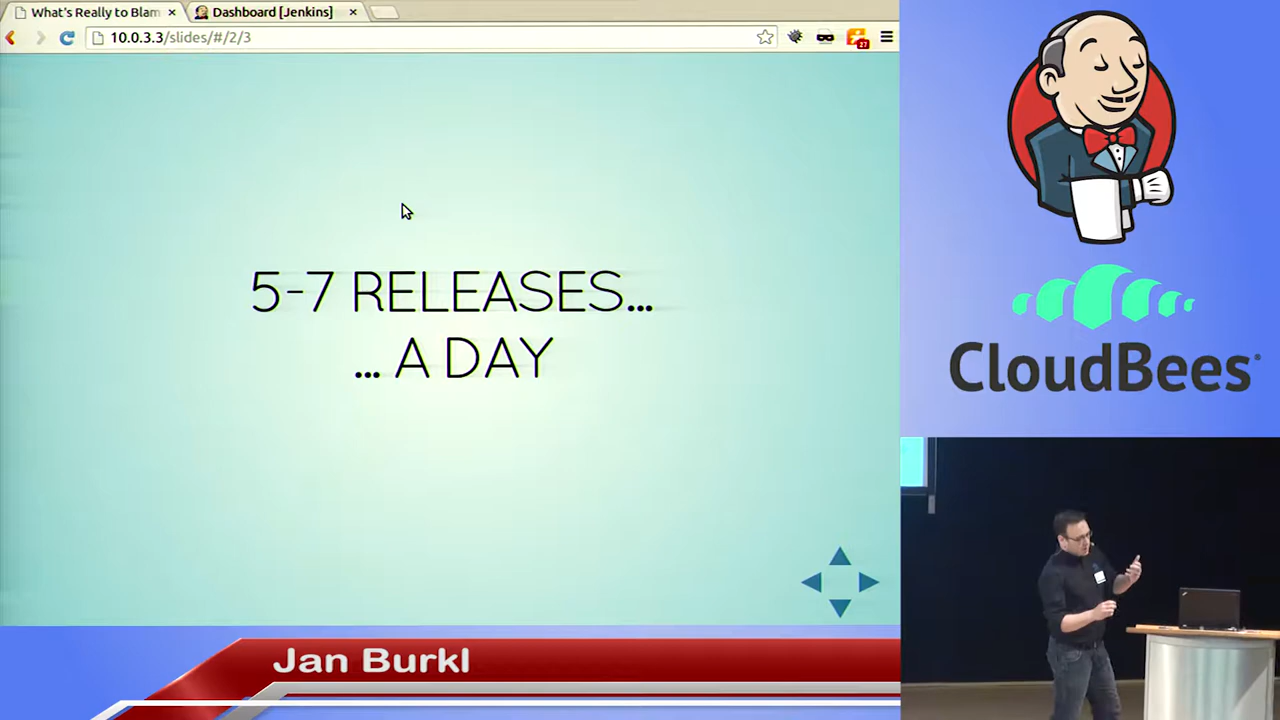 What's Really to Blam
Dashboard [Jenkins]
10.0.3.3/slides/#/2/3
27
5-7 RELEASES...
... A DAY
CloudBees
Jan Burkl